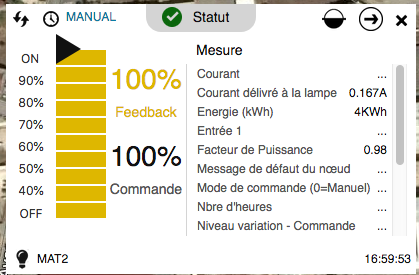 MANUAL
Statut
ON
90%
80%
70%
60%
50%
40%
OFF
100%
Feedback
100%
Commande
Mesure
Courant ...
Courant délivré à la lampe 0.167A
Energie (kWh) 4KWh
Entrée 1 ...
Facteur de Puissance 0.98
Message de défaut du nœud ...
Mode de commande (0=Manuel) ...
Nbre d'heures ...
Niveau variation - Commande ...
MAT2
16:59:53